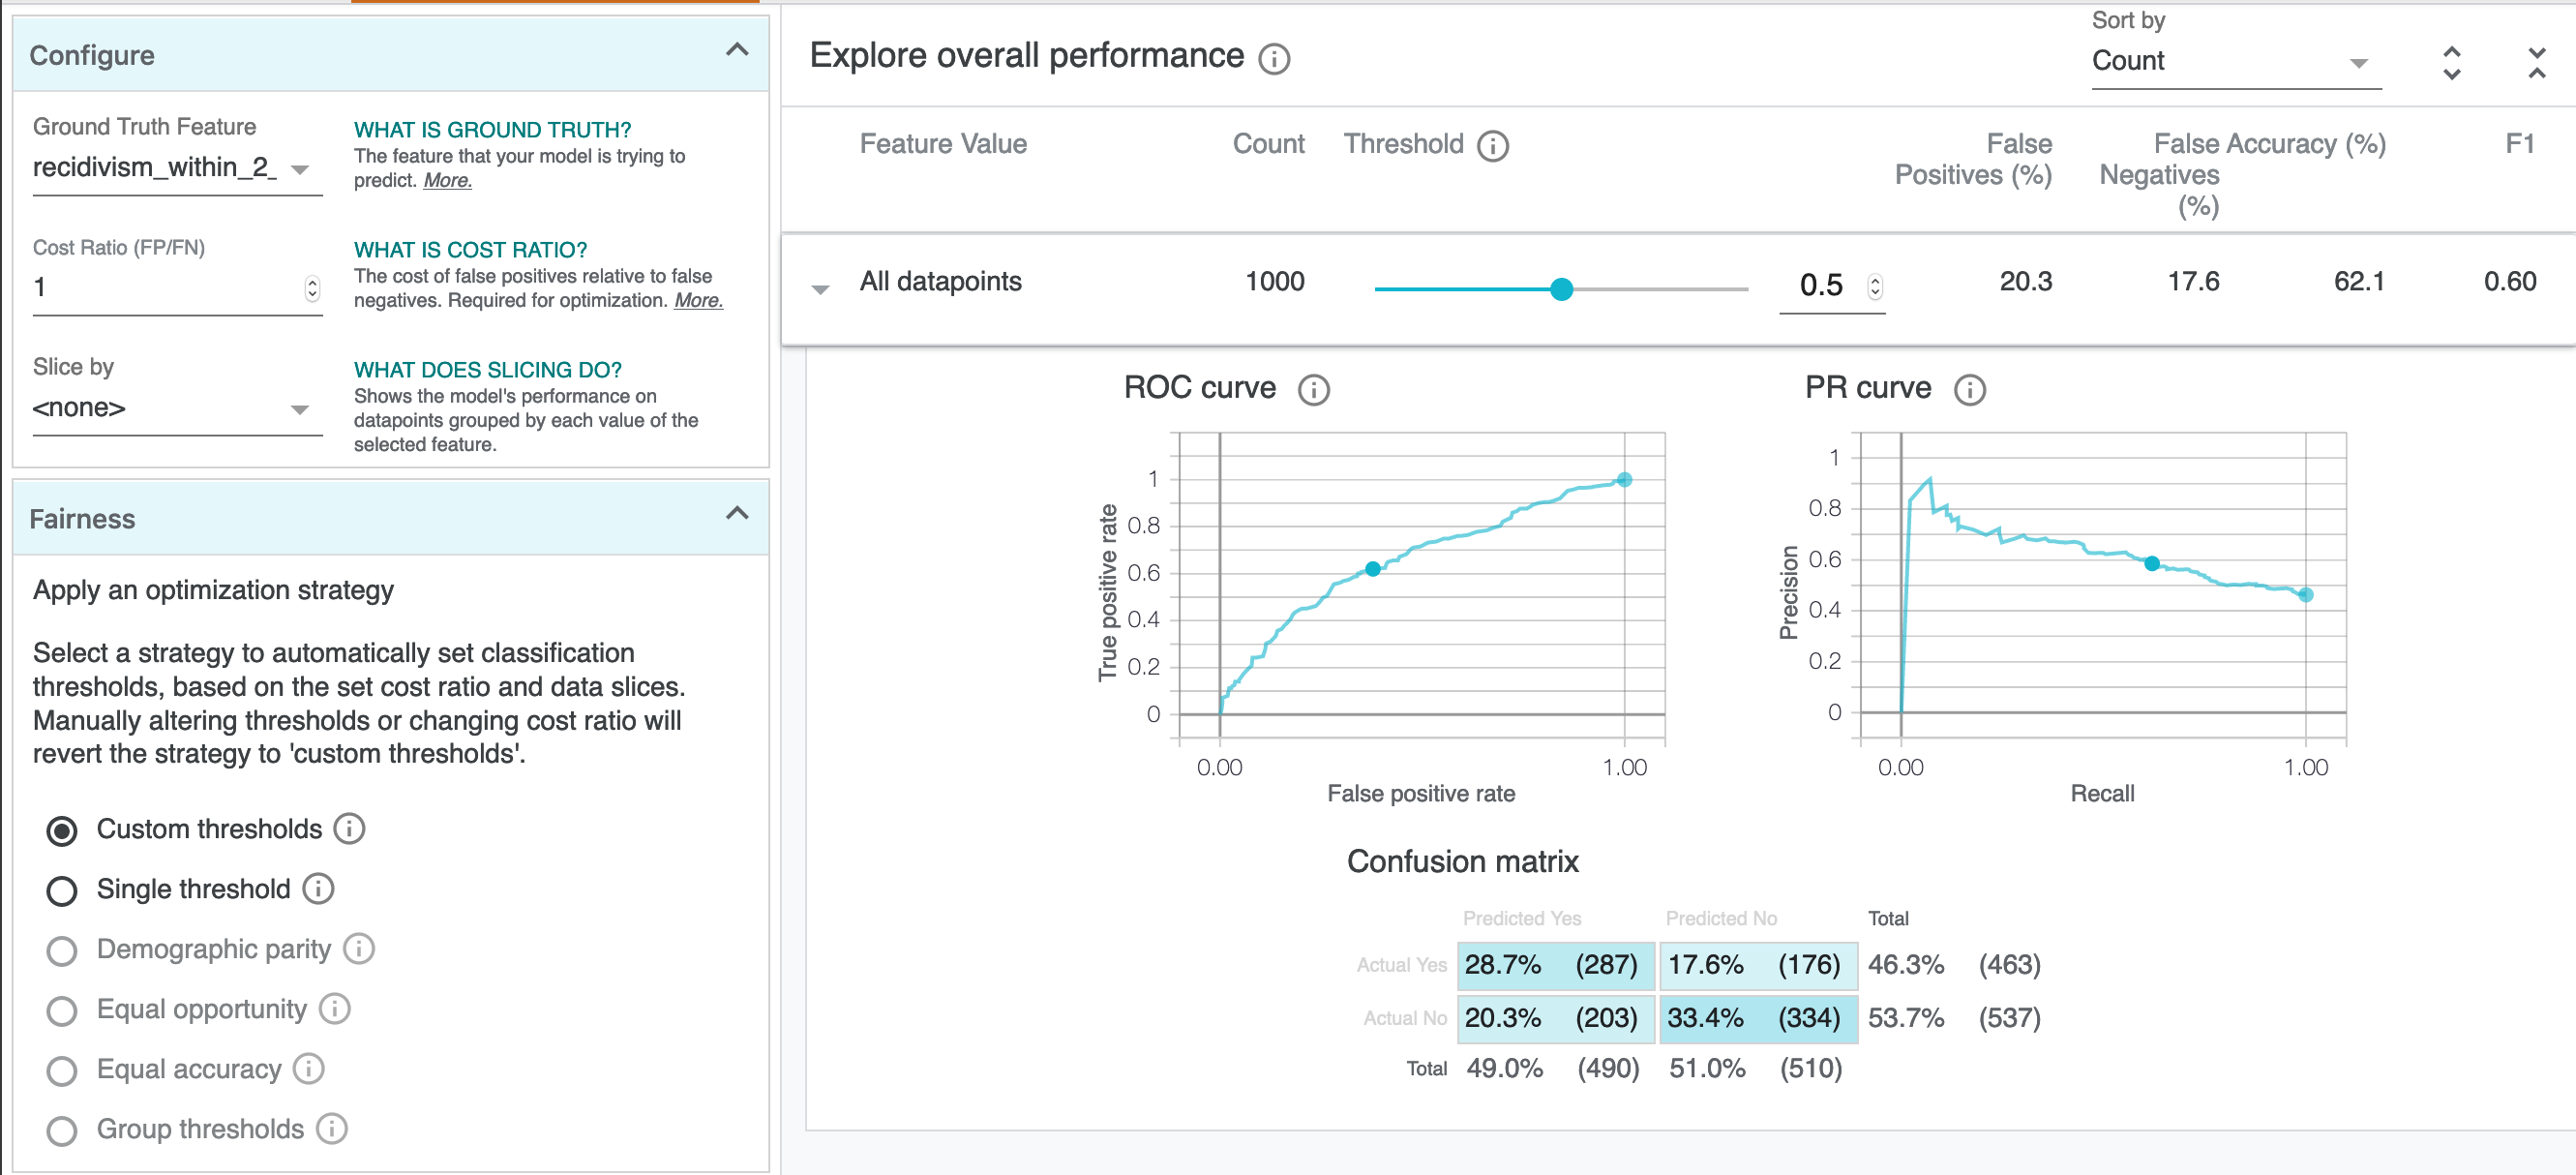 Configure
Ground Truth Feature
recidivism_within_2_
WHAT IS GROUND TRUTH?
The feature that your model is trying to
predict. More.
Cost Ratio (FP/FN)
1
WHAT IS COST RATIO?
The cost of false positives relative to false
negatives. Required for optimization. More.
Slice by
<none>
WHAT DOES SLICING DO?
Shows the model's performance on
datapoints grouped by each value of the
selected feature.
Fairness
Apply an optimization strategy
Select a strategy to automatically set classification
thresholds, based on the set cost ratio and data slices.
Manually altering thresholds or changing cost ratio will
revert the strategy to 'custom thresholds'.
Custom thresholds
Single threshold
Demographic parity
Equal opportunity
Equal accuracy
Group thresholds
Explore overall performance
Sort by
Count
Feature Value Count Threshold False Positives (%) False Negatives (%) Accuracy (%) F1
All datapoints 1000 0.5 20.3 17.6 62.1 0.60
ROC curve
True positive rate
1
0.8
0.6
0.4
0.2
0
0.00 1.00
False positive rate
PR curve
Precision
1
0.8
0.6
0.4
0.2
0
0.00 1.00
Recall
Confusion matrix
Predicted Yes Predicted No Total
Actual Yes 28.7% (287) 17.6% (176) 46.3% (463)
Actual No 20.3% (203) 33.4% (334) 53.7% (537)
Total 49.0% (490) 51.0% (510)